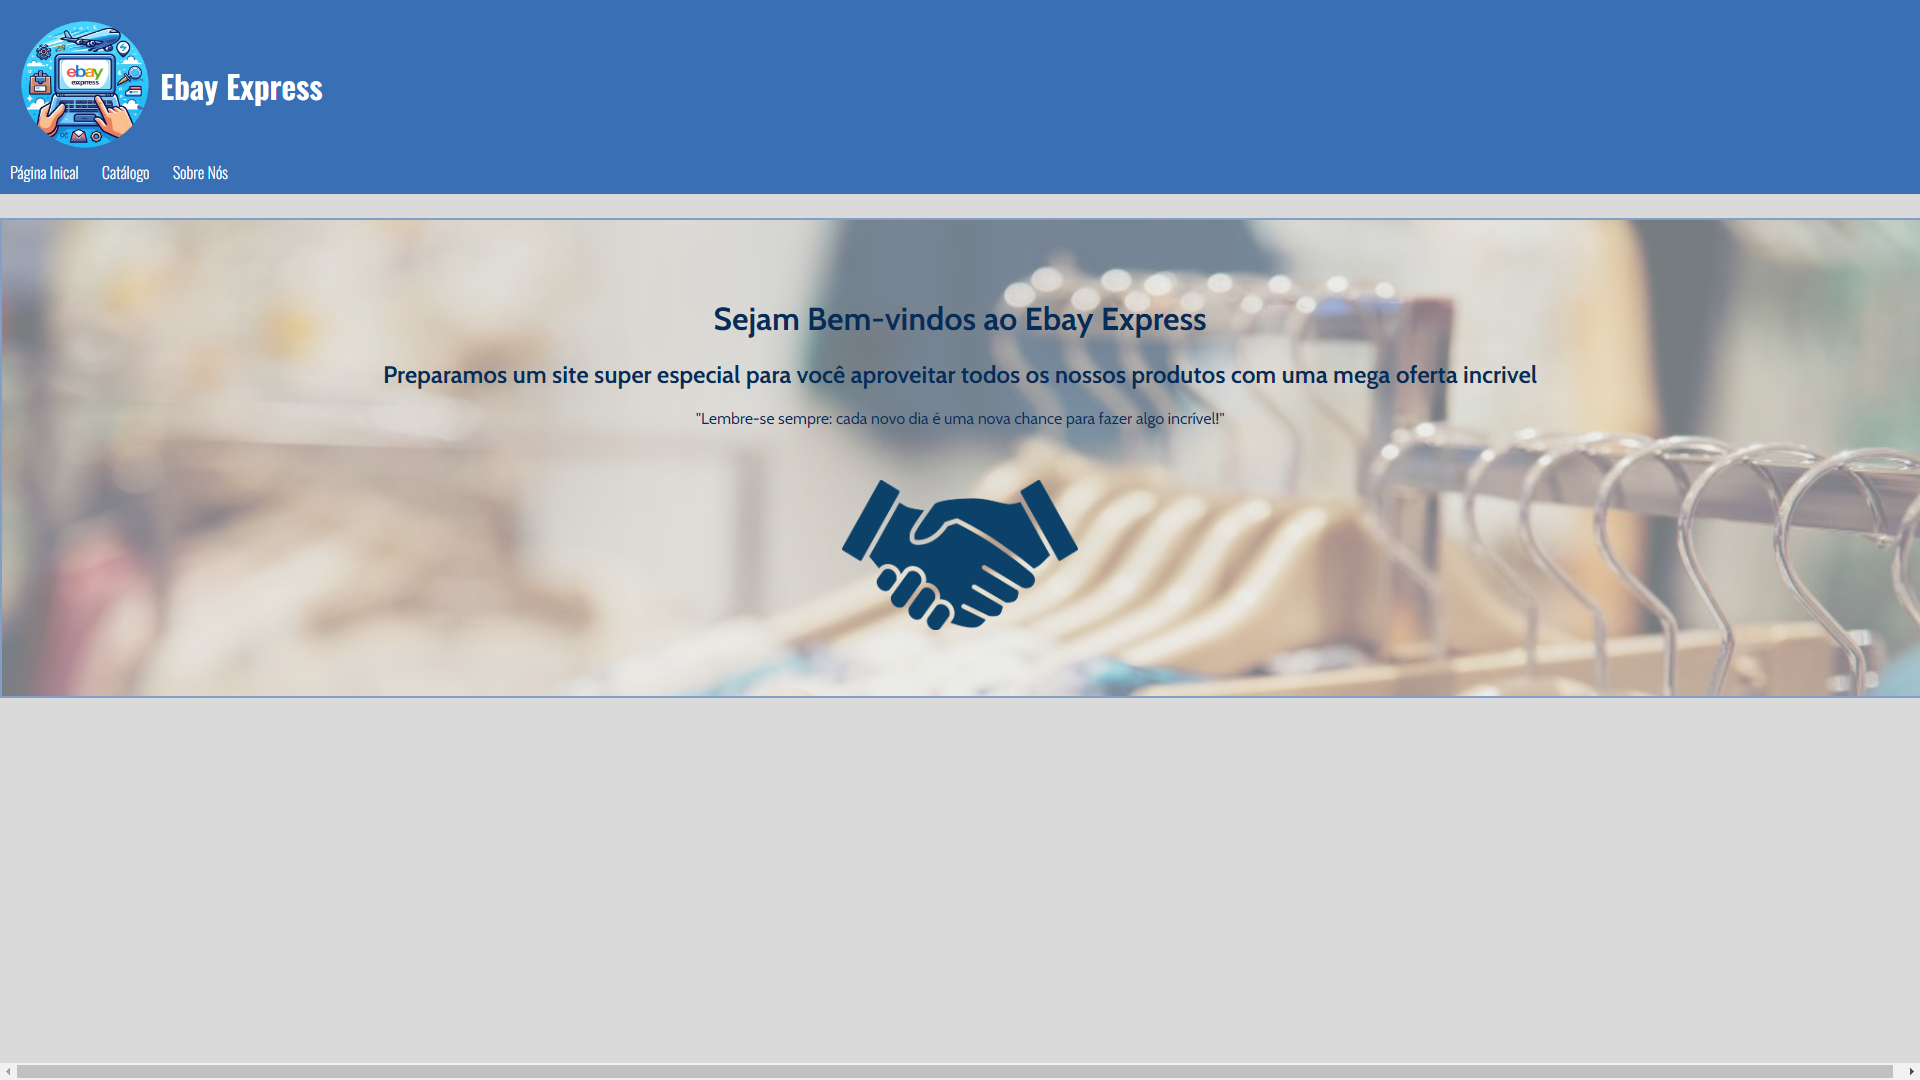 ebay
express
Ebay Express
Página Inical Catálogo Sobre Nós
Sejam Bem-vindos ao Ebay Express
Preparamos um site super especial para você aproveitar todos os nossos produtos com uma mega oferta incrivel
"Lembre-se sempre: cada novo dia é uma nova chance para fazer algo incrível!"